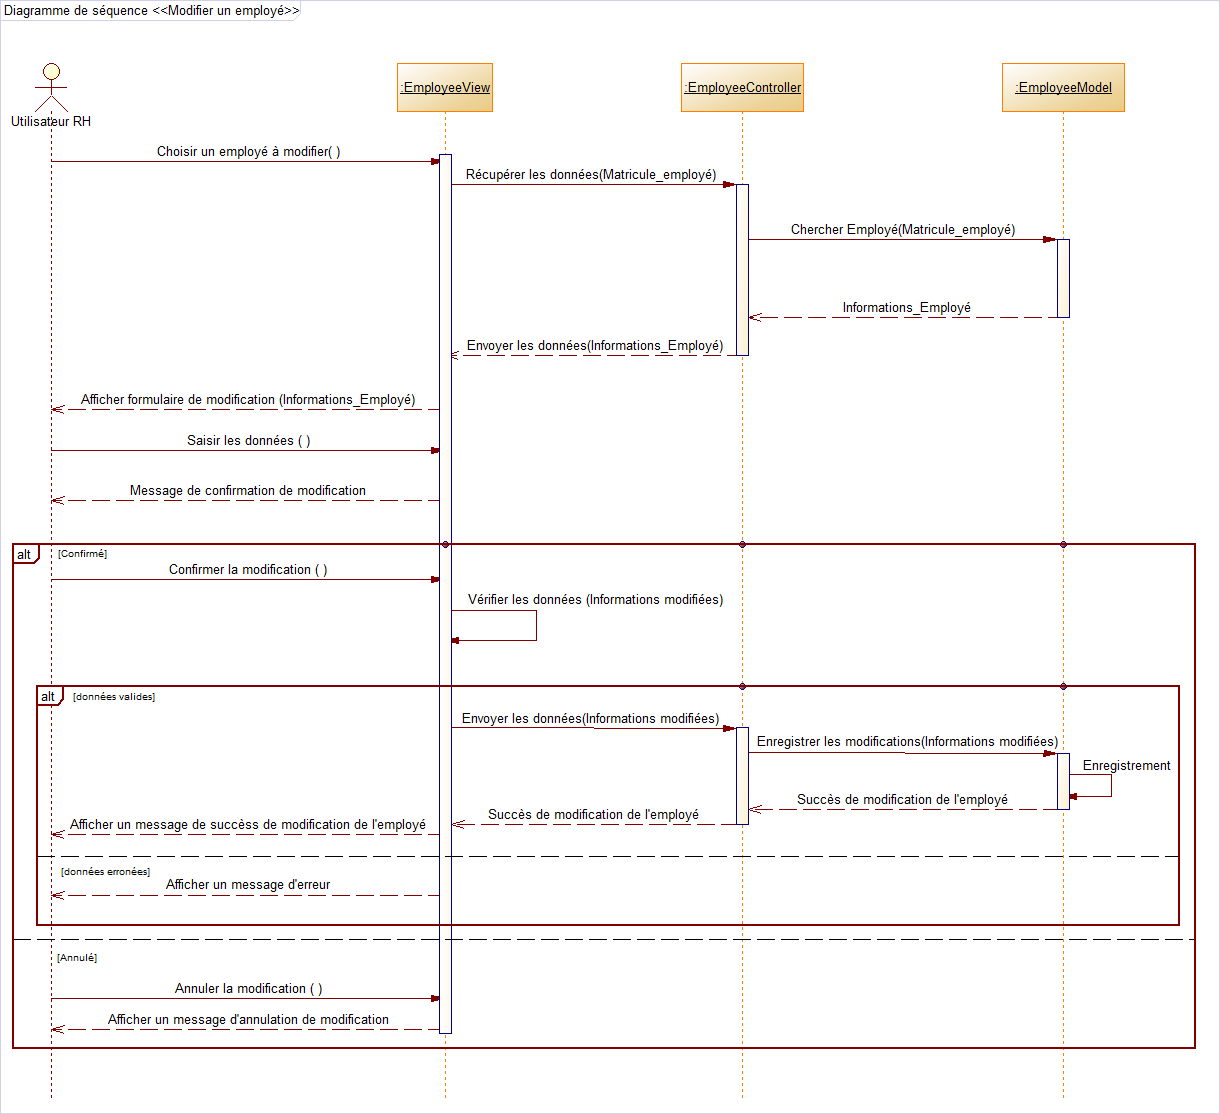 Diagramme de séquence <<Modifier un employé>>
Utilisateur RH
:EmployeeView
:EmployeeController
:EmployeeModel
Choisir un employé à modifier( )
Récupérer les données(Matricule_employé)
Chercher Employé(Matricule_employé)
Informations_Employé
Envoyer les données(Informations_Employé)
Afficher formulaire de modification (Informations_Employé)
Saisir les données ( )
Message de confirmation de modification
alt
[Confirmé]
Confirmer la modification ( )
Vérifier les données (Informations modifiées)
alt
[données valides]
Envoyer les données(Informations modifiées)
Enregistrer les modifications(Informations modifiées)
Enregistrement
Succès de modification de l'employé
Succès de modification de l'employé
Afficher un message de succèss de modification de l'employé
[données erronées]
Afficher un message d'erreur
[Annulé]
Annuler la modification ( )
Afficher un message d'annulation de modification